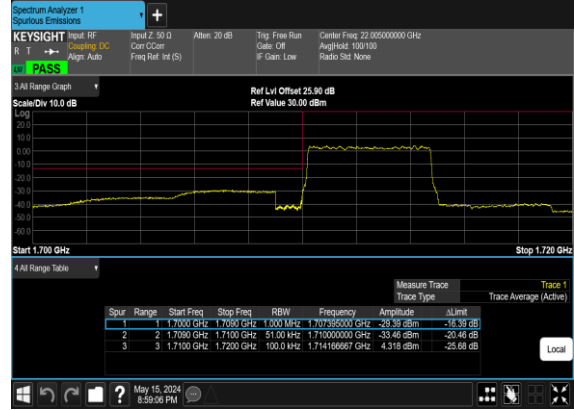 Spectrum Analyzer 1
Spurious Emissions
KEYSIGHT Input: RF Input Z: 50 Ω Atten: 20 dB Trig: Free Run Center Freq: 22.005000000 GHz
R T Coupling: DC Corr CCorr Gate: Off Avg|Hold: 100/100
Align: Auto Freq Ref: Int (S) IF Gain: Low Radio Std: None
PASS
3 All Range Graph
Ref Lvl Offset 25.90 dB
Scale/Div 10.0 dB Ref Value 30.00 dBm
Log
20.0
10.0
0.00
-10.0
-20.0
-30.0
-40.0
-50.0
-60.0
Start 1.700 GHz Stop 1.720 GHz
4 All Range Table
Measure Trace Trace 1
Trace Type Trace Average (Active)
Spur Range Start Freq Stop Freq RBW Frequency Amplitude ΔLimit
1 1 1.7000 GHz 1.7090 GHz 1.000 MHz 1.707395000 GHz -29.39 dBm -16.39 dB
2 2 1.7090 GHz 1.7100 GHz 51.00 kHz 1.710000000 GHz -33.46 dBm -20.46 dB
3 3 1.7100 GHz 1.7200 GHz 100.0 kHz 1.714166667 GHz 4.318 dBm -25.68 dB
Local
? May 15, 2024
8:59:06 PM